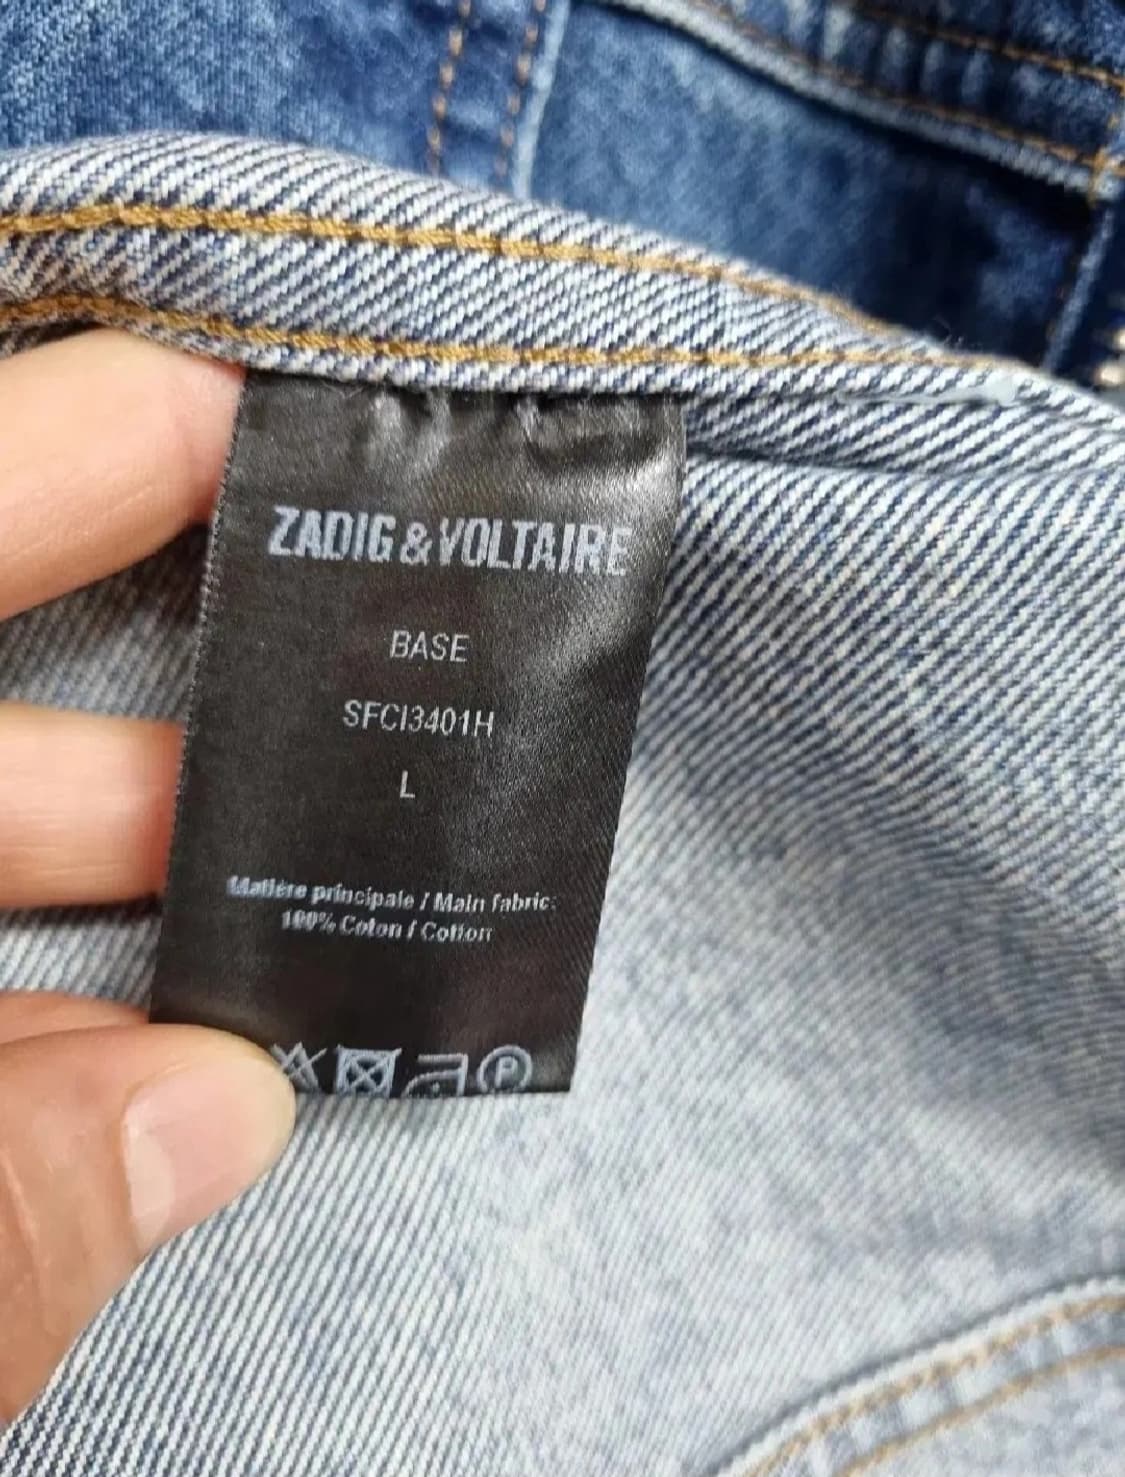 ZADIG&VOLTAIRE
BASE
SFCI3401H
L
Matière principale / Main fabric:
100% Coton / Cotton
P